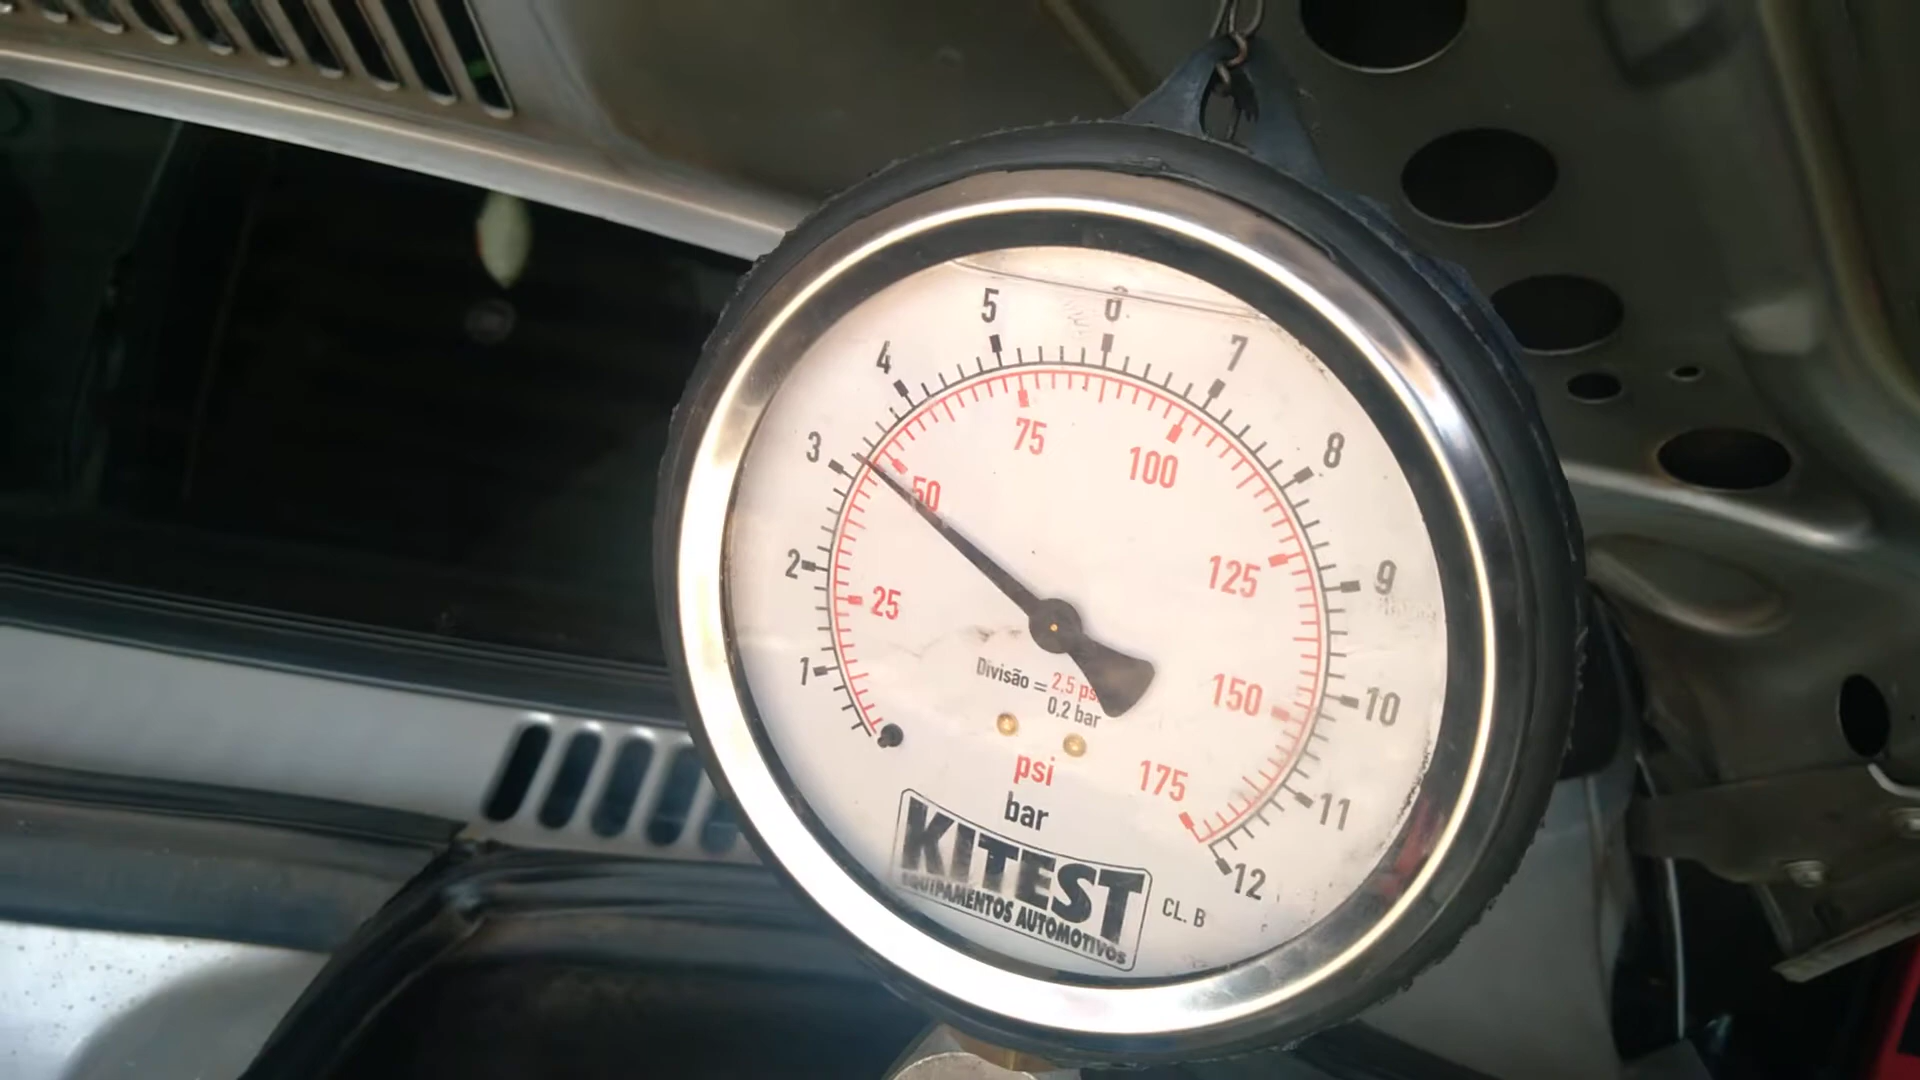 1
2
3
4
5
6
7
8
9
10
11
12
25
50
75
100
125
150
175
Divisão = 2,5 psi
0,2 bar
psi
bar
KITEST
EQUIPAMENTOS AUTOMOTIVOS
CL. B